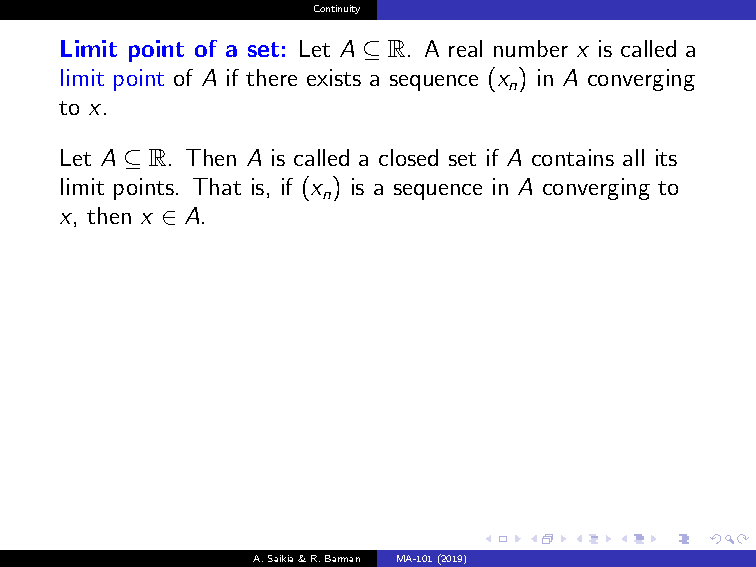 Continuity
Limit point of a set: Let A ⊆ ℝ. A real number x is called a
limit point of A if there exists a sequence (xₙ) in A converging
to x.
Let A ⊆ ℝ. Then A is called a closed set if A contains all its
limit points. That is, if (xₙ) is a sequence in A converging to
x, then x ∈ A.
A. Saikia & R. Barman MA-101 (2019)